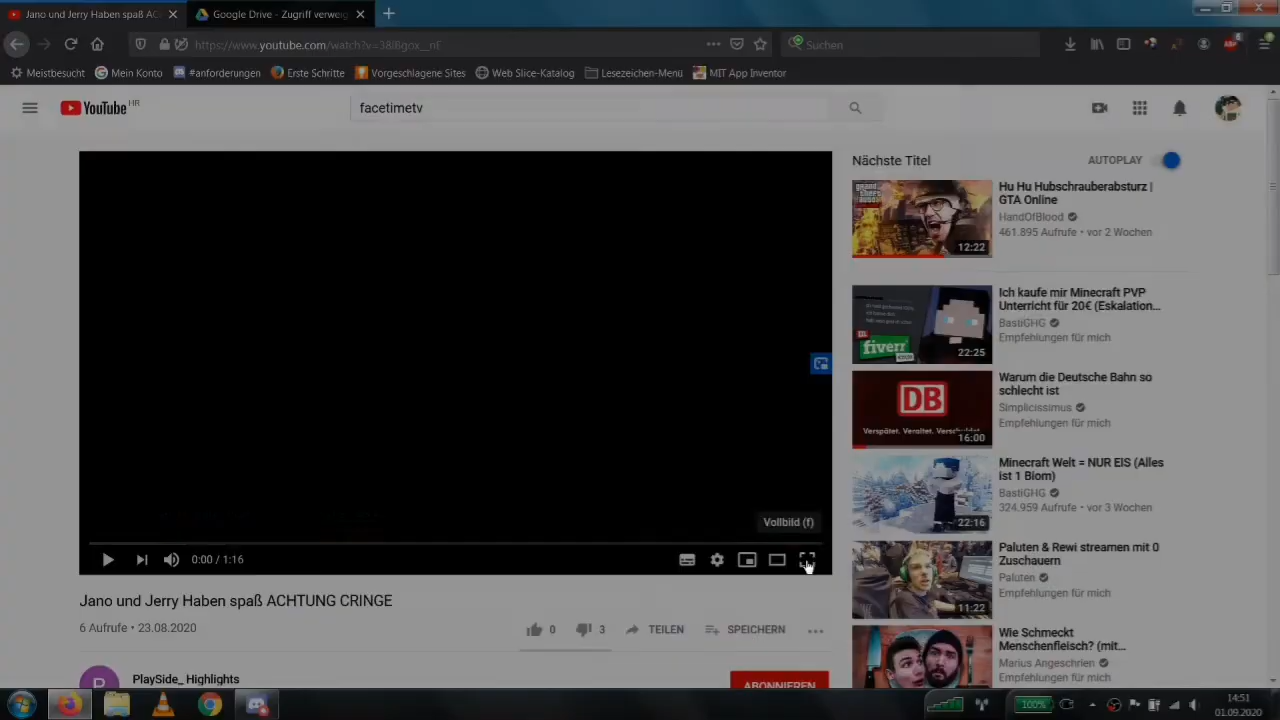 Jano und Jerry Haben spaß AC
Google Drive - Zugriff verweig
Suchen
Meistbesucht
Mein Konto
#anförderungen
Erste Schritte
Vorgeschlagene Sites
Web Slice-Katalog
Lesezeichen-Menü
MIT App Inventor
YouTube HR
facetimetv
Nächste Titel
AUTOPLAY
Hu Hu Hubschrauberabsturz |
GTA Online
HandOfBlood
461.895 Aufrufe • vor 2 Wochen
12:22
Ich kaufe mir Minecraft PVP
Unterricht für 20€ (Eskalation...
BastiGHG
Empfehlungen für mich
fiverr
22:25
Warum die Deutsche Bahn so
schlecht ist
Simplicissimus
Empfehlungen für mich
DB
Verspätet. Veraltet.
16:00
Minecraft Welt = NUR EIS (Alles
ist 1 Biom)
BastiGHG
324.959 Aufrufe • vor 3 Wochen
22:16
Paluten & Rewi streamen mit 0
Zuschauern
Paluten
Empfehlungen für mich
11:22
Wie Schmeckt
Menschenfleisch? (mit...
Marius Angeschrien
Empfehlungen für mich
Vollbild (f)
0:00 / 1:16
Jano und Jerry Haben spaß ACHTUNG CRINGE
6 Aufrufe • 23.08.2020
0
3
TEILEN
SPEICHERN
P
PlaySide_ Highlights
ABONNIEREN
100%
14:51
01.09.2020